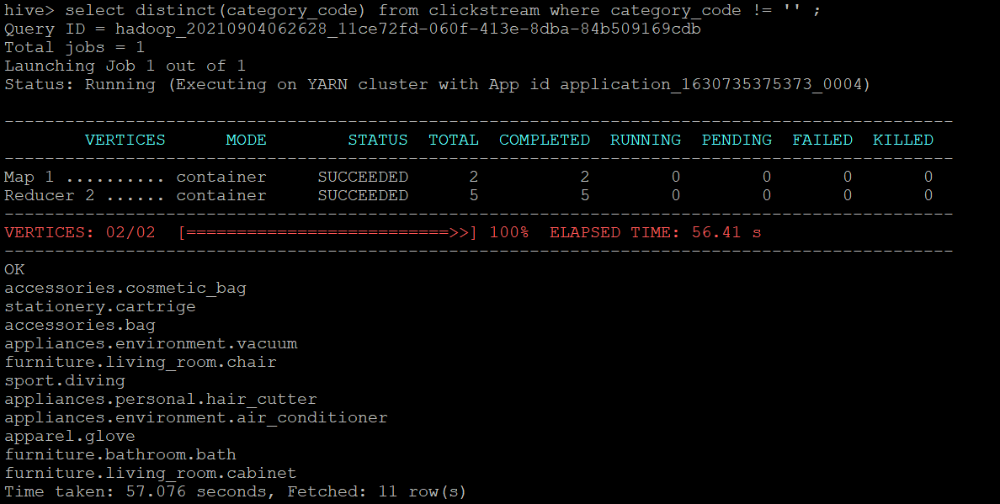 hive> select distinct(category_code) from clickstream where category_code != '' ;
Query ID = hadoop_20210904062628_11ce72fd-060f-413e-8dba-84b509169cdb
Total jobs = 1
Launching Job 1 out of 1
Status: Running (Executing on YARN cluster with App id application_1630735375373_0004)
----------------------------------------------------------------------------------------------
        VERTICES      MODE        STATUS  TOTAL  COMPLETED  RUNNING  PENDING  FAILED  KILLED
----------------------------------------------------------------------------------------------
Map 1 .......... container     SUCCEEDED      2          2        0        0       0       0
Reducer 2 ...... container     SUCCEEDED      5          5        0        0       0       0
----------------------------------------------------------------------------------------------
VERTICES: 02/02  [==========================>>] 100%  ELAPSED TIME: 56.41 s
----------------------------------------------------------------------------------------------
OK
accessories.cosmetic_bag
stationery.cartrige
accessories.bag
appliances.environment.vacuum
furniture.living_room.chair
sport.diving
appliances.personal.hair_cutter
appliances.environment.air_conditioner
apparel.glove
furniture.bathroom.bath
furniture.living_room.cabinet
Time taken: 57.076 seconds, Fetched: 11 row(s)